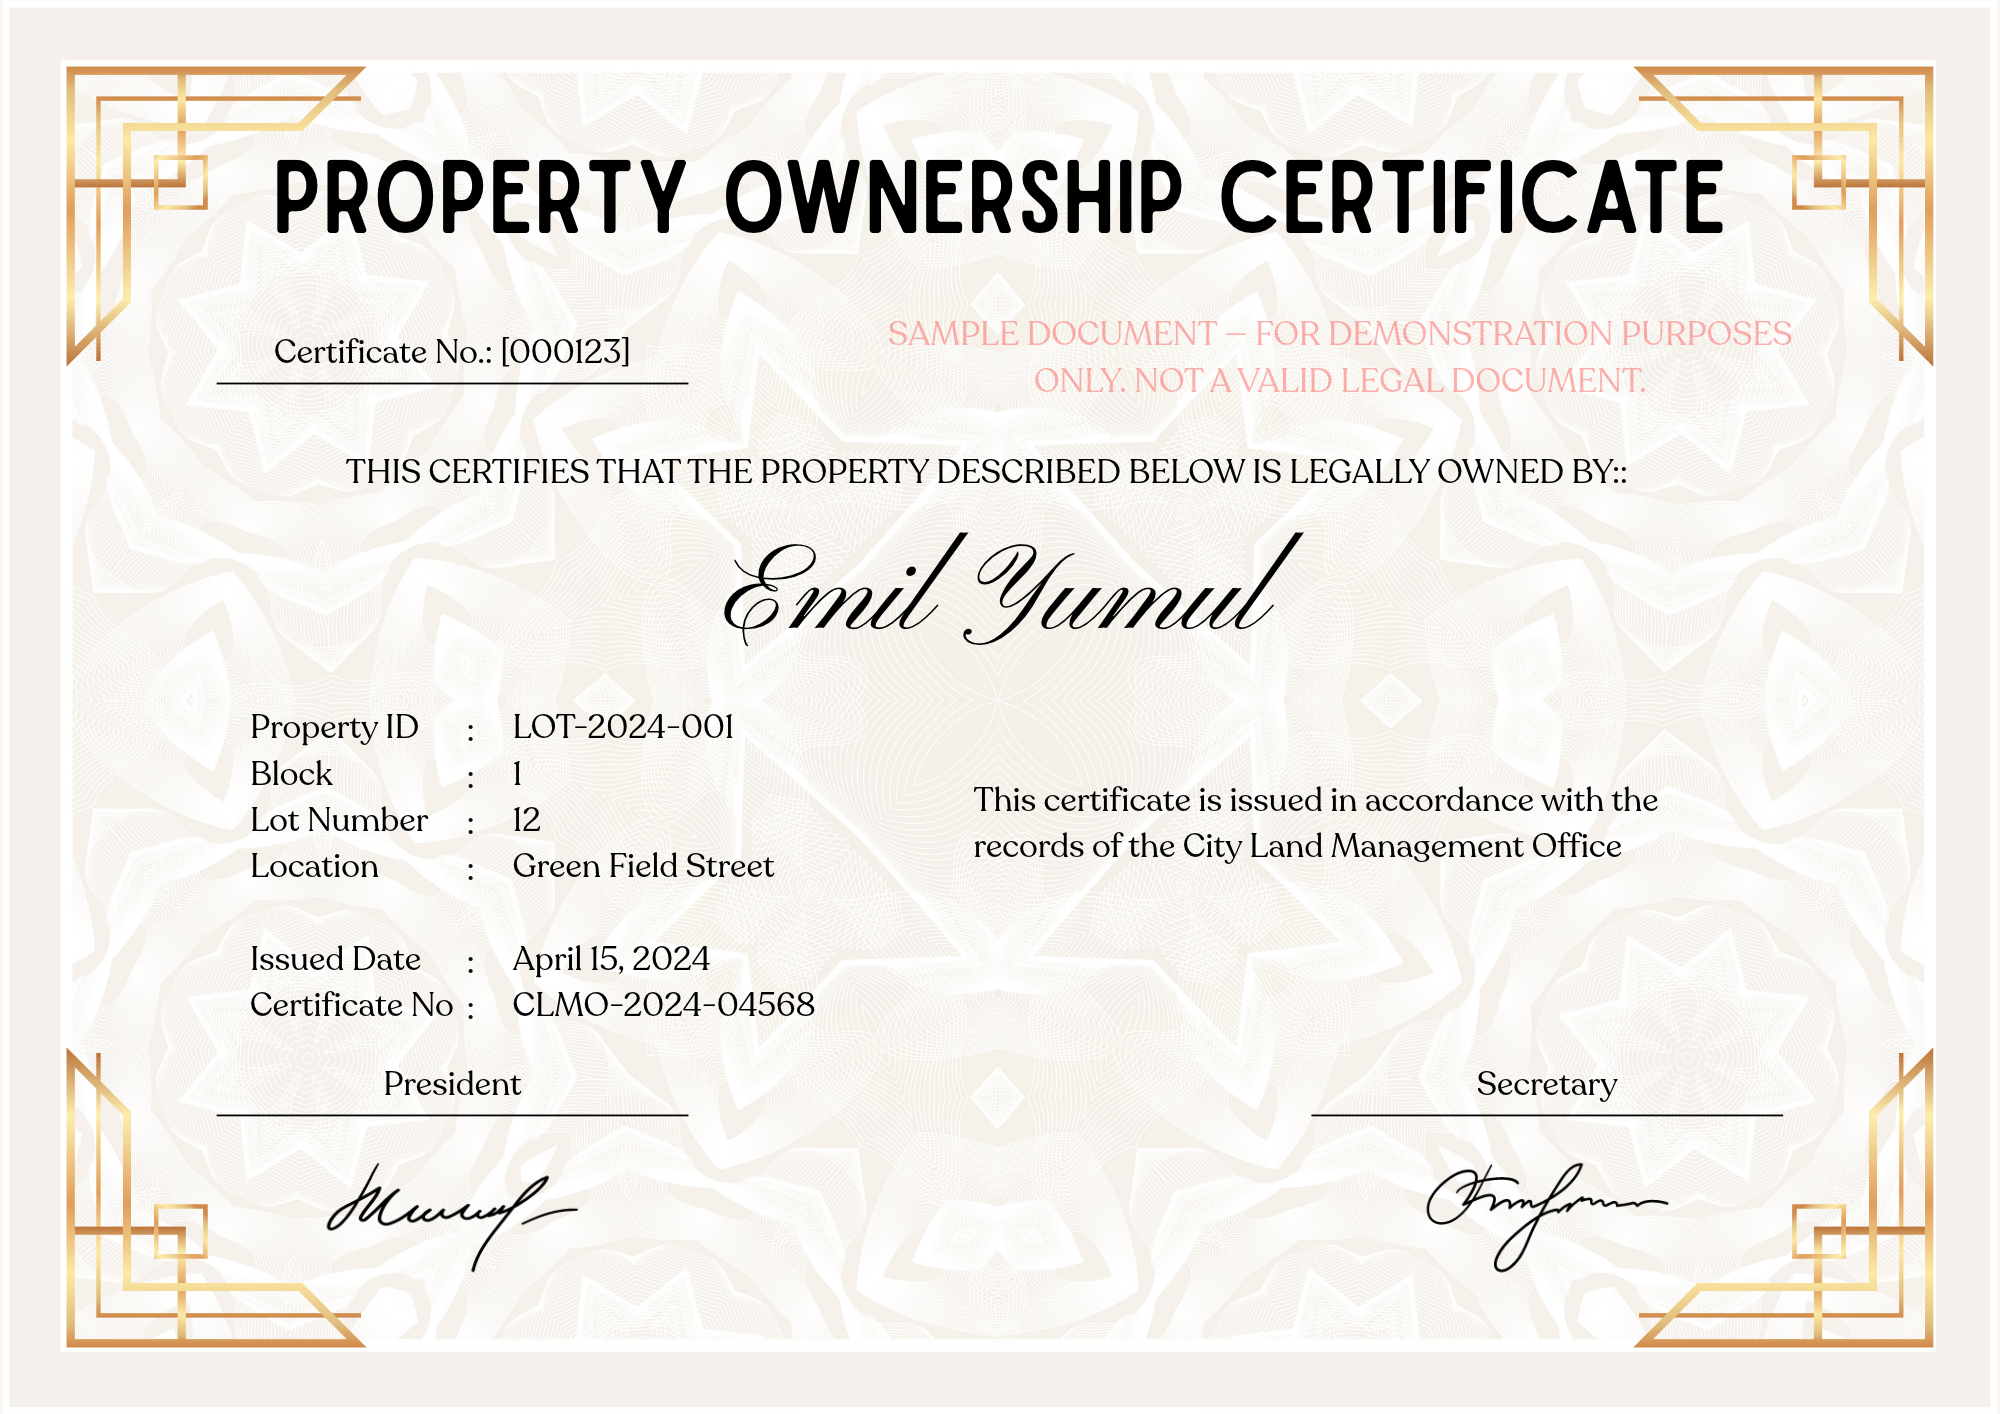 PROPERTY OWNERSHIP CERTIFICATE
Certificate No.: [000123]
SAMPLE DOCUMENT – FOR DEMONSTRATION PURPOSES
ONLY. NOT A VALID LEGAL DOCUMENT.
THIS CERTIFIES THAT THE PROPERTY DESCRIBED BELOW IS LEGALLY OWNED BY::
Emil Yumul
Property ID : LOT-2024-001
Block : 1
Lot Number : 12
Location : Green Field Street
This certificate is issued in accordance with the
records of the City Land Management Office
Issued Date : April 15, 2024
Certificate No : CLMO-2024-04568
President
Secretary